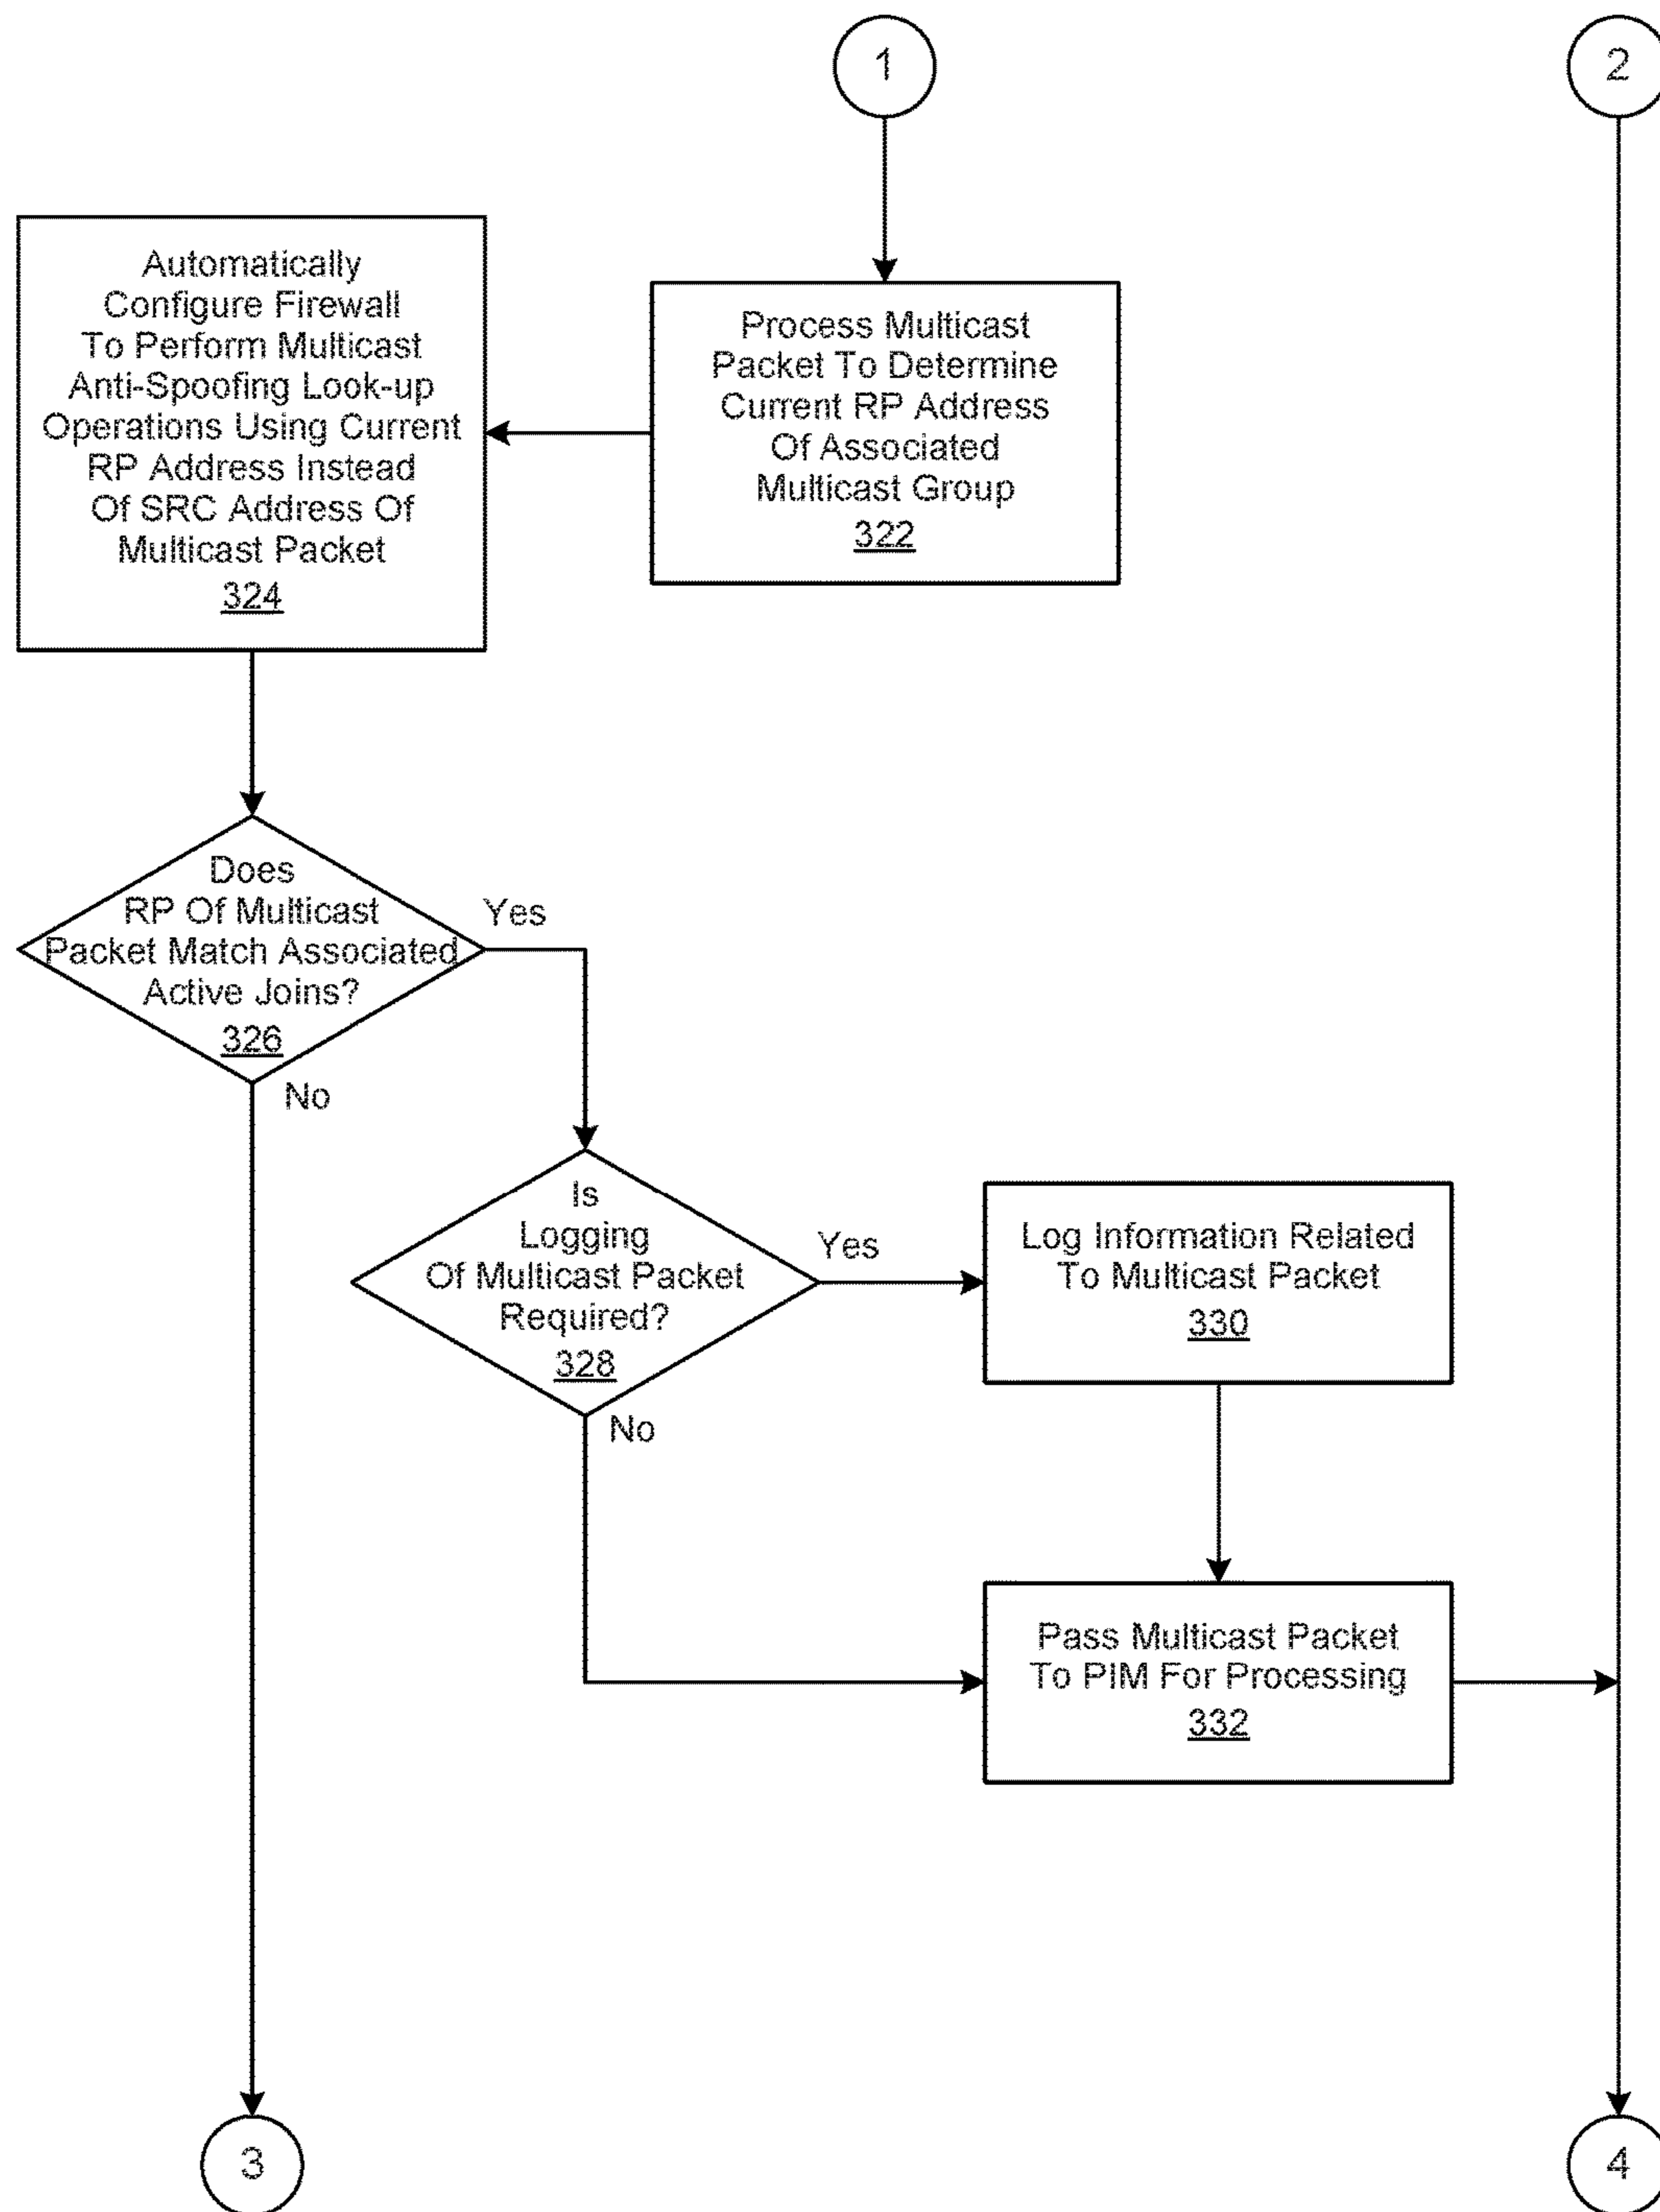 1
2
Process Multicast
Packet To Determine
Current RP Address
Of Associated
Multicast Group
322
Automatically
Configure Firewall
To Perform Multicast
Anti-Spoofing Look-up
Operations Using Current
RP Address Instead
Of SRC Address Of
Multicast Packet
324
Does
RP Of Multicast
Packet Match Associated
Active Joins?
326
Yes
No
Is
Logging
Of Multicast Packet
Required?
328
Yes
No
Log Information Related
To Multicast Packet
330
Pass Multicast Packet
To PIM For Processing
332
3
4